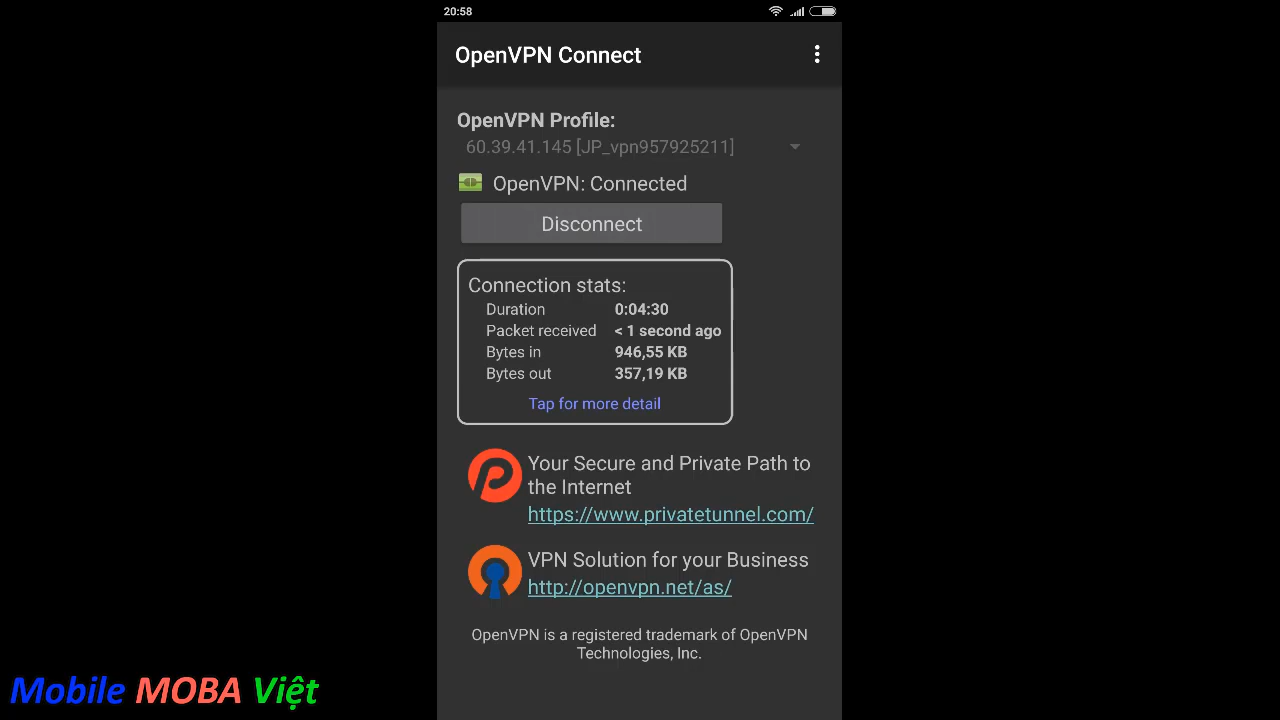 20:58
OpenVPN Connect
OpenVPN Profile:
60.39.41.145 [JP_vpn957925211]
OpenVPN: Connected
Disconnect
Connection stats:
Duration 0:04:30
Packet received < 1 second ago
Bytes in 946,55 KB
Bytes out 357,19 KB
Tap for more detail
Your Secure and Private Path to
the Internet
https://www.privatetunnel.com/
VPN Solution for your Business
http://openvpn.net/as/
OpenVPN is a registered trademark of OpenVPN
Technologies, Inc.
Mobile MOBA Việt